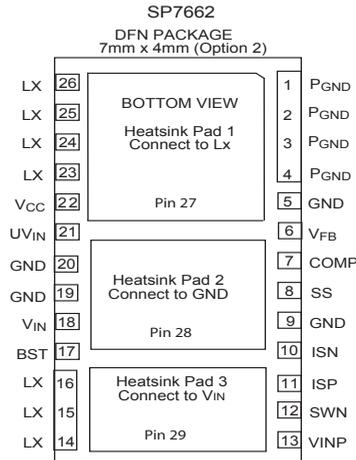 SP7662
DFN PACKAGE
7mm x 4mm (Option 2)
BOTTOM VIEW
Heatsink Pad 1
Connect to Lx
Pin 27
Heatsink Pad 2
Connect to GND
Pin 28
Heatsink Pad 3
Connect to VIN
Pin 29
LX 26
LX 25
LX 24
LX 23
VCC 22
UVIN 21
GND 20
GND 19
VIN 18
BST 17
LX 16
LX 15
LX 14
1 PGND
2 PGND
3 PGND
4 PGND
5 GND
6 VFB
7 COMP
8 SS
9 GND
10 ISN
11 ISP
12 SWN
13 VINP